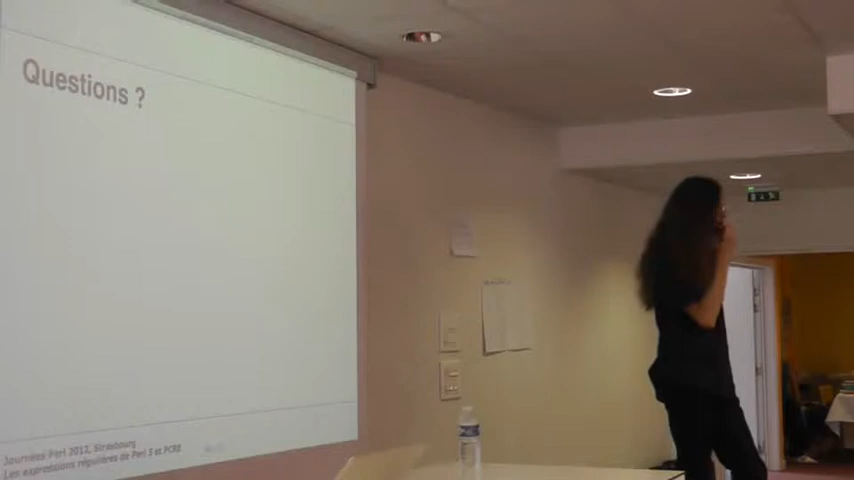 Questions ?
Journées Perl 2012, Strasbourg
Les expressions régulières de Perl 5 et PCRE